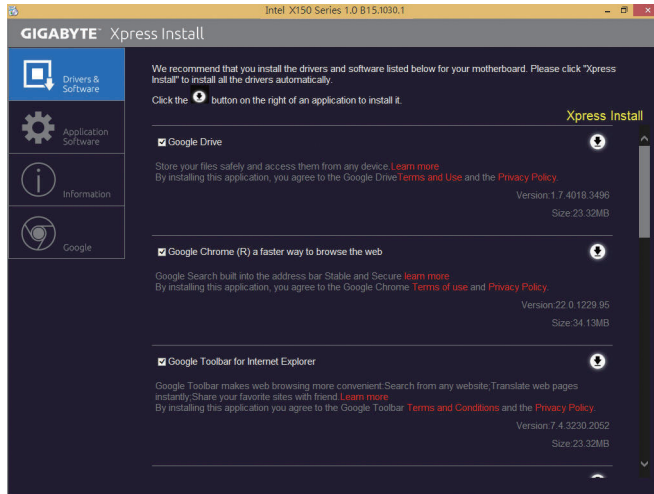 Intel X150 Series 1.0 B15.1030.1
GIGABYTE™ Xpress Install
Drivers &
Software
Application
Software
Information
Google
We recommend that you install the drivers and software listed below for your motherboard. Please click "Xpress
Install" to install all the drivers automatically.
Click the button on the right of an application to install it.
Xpress Install
Google Drive
Store your files safely and access them from any device.Learn more
By installing this application, you agree to the Google DriveTerms and Use and the Privacy Policy.
Version:1.7.4018.3496
Size:23.32MB
Google Chrome (R) a faster way to browse the web
Google Search built into the address bar Stable and Secure learn more
By installing this application, you agree to the Google Chrome Terms of use and Privacy Policy.
Version:22.0.1229.95
Size:34.13MB
Google Toolbar for Internet Explorer
Google Toolbar makes web browsing more convenient:Search from any website;Translate web pages
instantly;Share your favorite sites with friend.Learn more
By installing this application you agree to the Google Toolbar Terms and Conditions and the Privacy Policy.
Version:7.4.3230.2052
Size:23.32MB